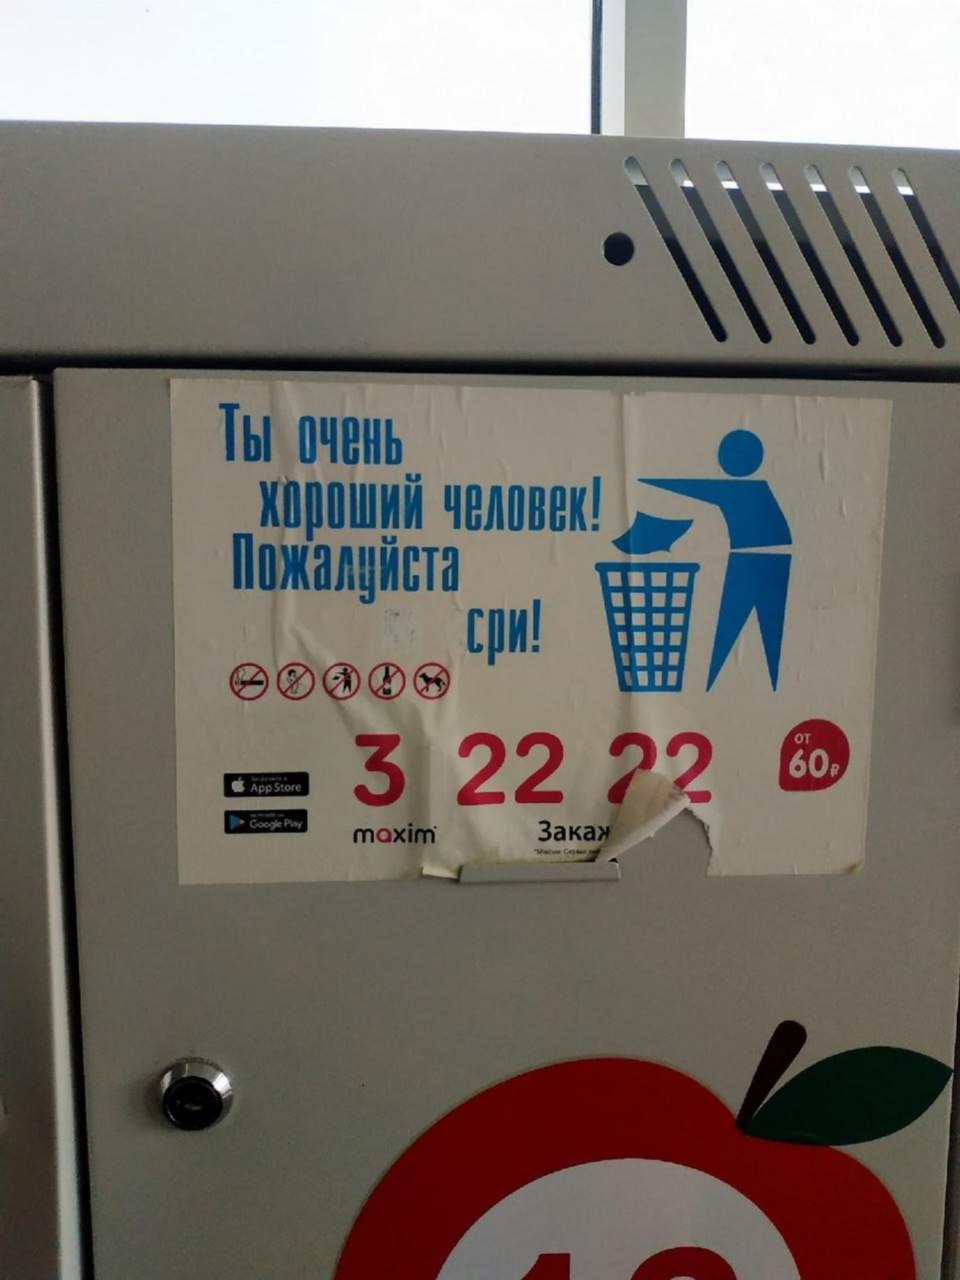 Ты очень
хороший человек!
Пожалуйста
сри!
3 22 22
от
60₽
App Store
Google Play
maxim
Закаж